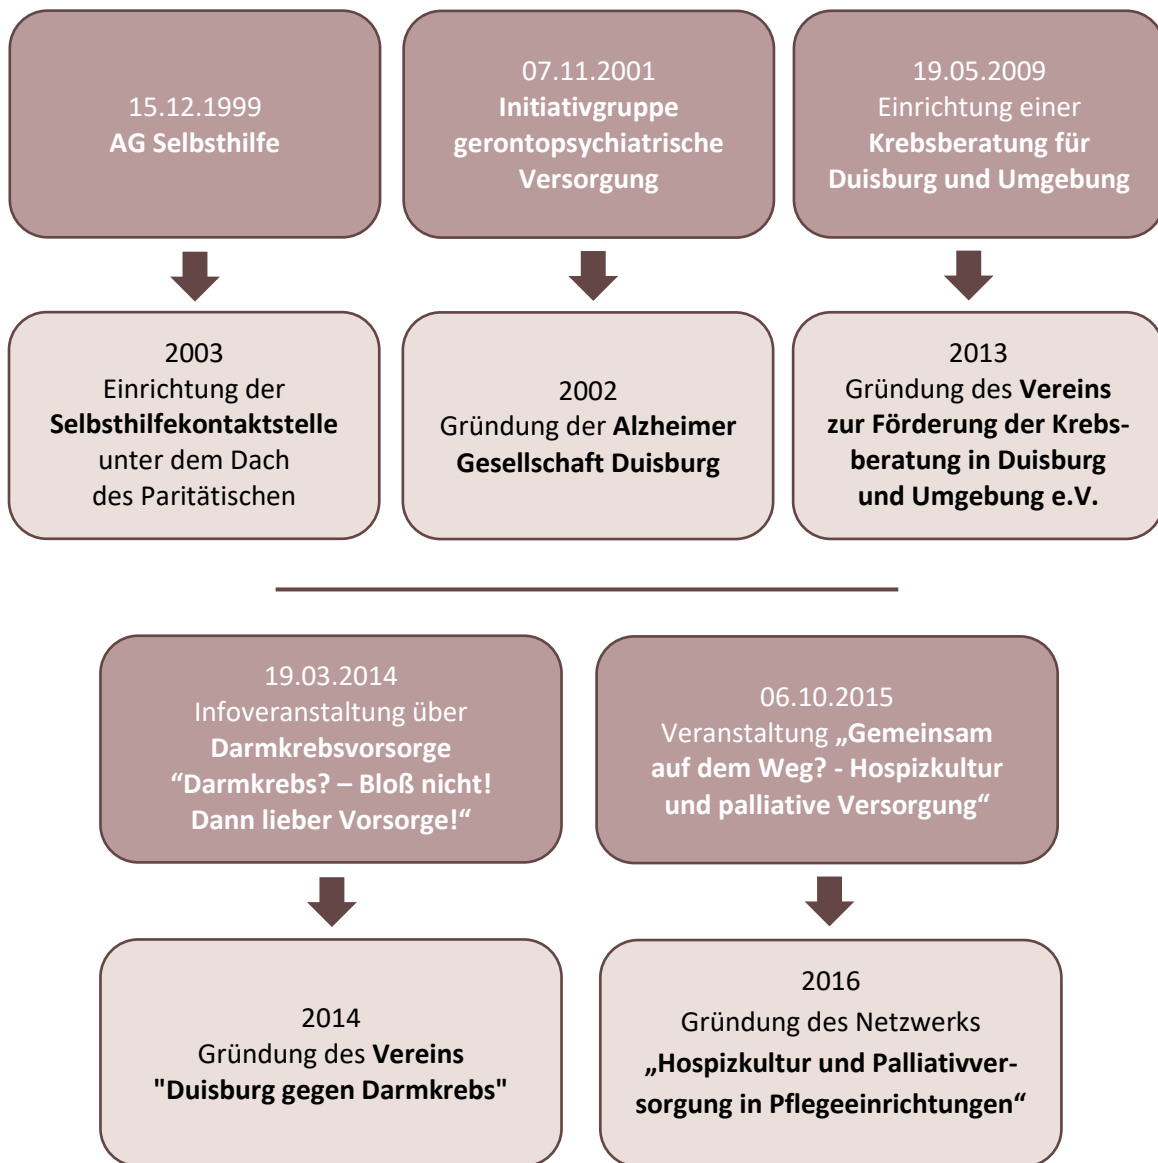 15.12.1999
AG Selbsthilfe
07.11.2001
Initiativgruppe
gerontopsychiatrische
Versorgung
19.05.2009
Einrichtung einer
Krebsberatung für
Duisburg und Umgebung
2003
Einrichtung der
Selbsthilfekontaktstelle
unter dem Dach
des Paritätischen
2002
Gründung der Alzheimer
Gesellschaft Duisburg
2013
Gründung des Vereins
zur Förderung der Krebs-
beratung in Duisburg
und Umgebung e.V.
19.03.2014
Infoveranstaltung über
Darmkrebsvorsorge
“Darmkrebs? – Bloß nicht!
Dann lieber Vorsorge!“
06.10.2015
Veranstaltung „Gemeinsam
auf dem Weg? - Hospizkultur
und palliative Versorgung“
2014
Gründung des Vereins
"Duisburg gegen Darmkrebs"
2016
Gründung des Netzwerks
„Hospizkultur und Palliativver-
sorgung in Pflegeeinrichtungen“